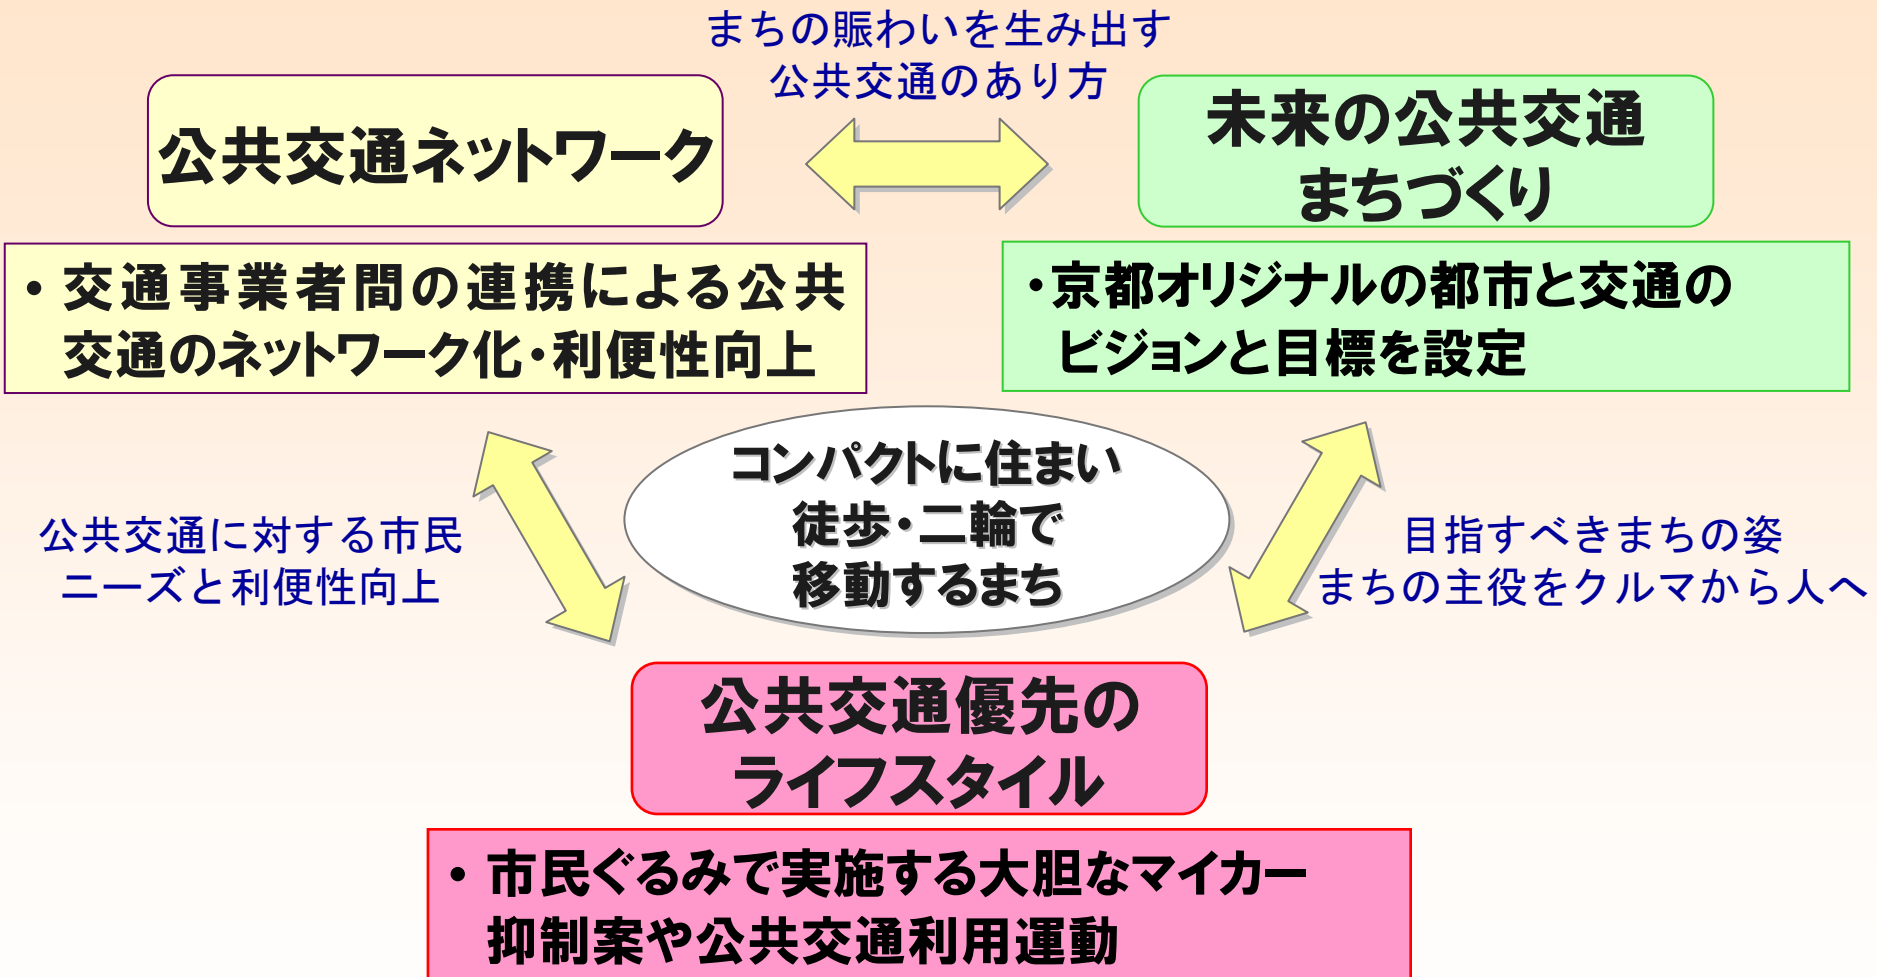 まちの賑わいを生み出す
公共交通のあり方
公共交通ネットワーク
未来の公共交通
まちづくり
・交通事業者間の連携による公共
交通のネットワーク化・利便性向上
・京都オリジナルの都市と交通の
ビジョンと目標を設定
コンパクトに住まい
徒歩・二輪で
移動するまち
公共交通に対する市民
ニーズと利便性向上
目指すべきまちの姿
まちの主役をクルマから人へ
公共交通優先の
ライフスタイル
・市民ぐるみで実施する大胆なマイカー
抑制案や公共交通利用運動